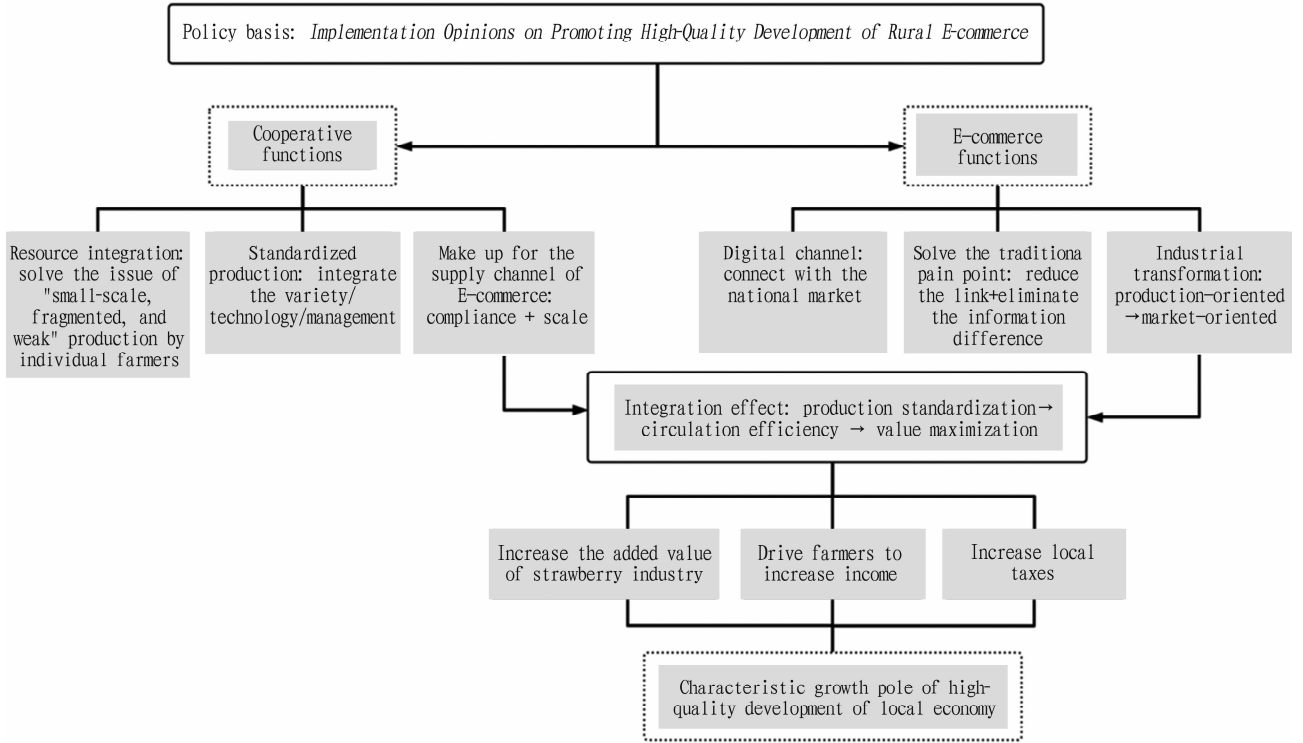 Policy basis: Implementation Opinions on Promoting High-Quality Development of Rural E-commerce
Cooperative
functions
E-commerce
functions
Resource integration:
solve the issue of
"small-scale,
fragmented, and
weak" production by
individual farmers
Standardized
production: integrate
the variety/
technology/management
Make up for the
supply channel of
E-commerce:
compliance + scale
Digital channel:
connect with the
national market
Solve the traditiona
pain point: reduce
the link+eliminate
the information
difference
Industrial
transformation:
production-oriented
→market-oriented
Integration effect: production standardization→
circulation efficiency → value maximization
Increase the added value
of strawberry industry
Drive farmers to
increase income
Increase local
taxes
Characteristic growth pole of high-
quality development of local economy